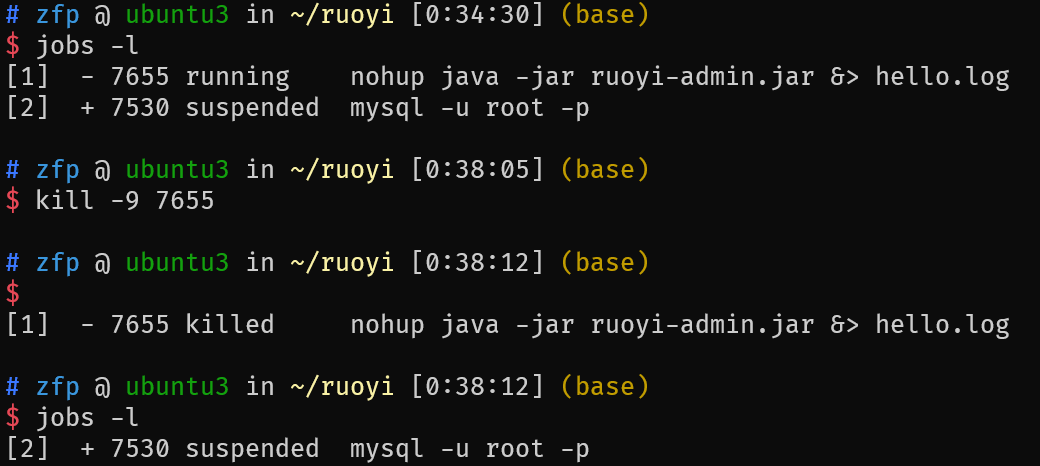 # zfp @ ubuntu3 in ~/ruoyi [0:34:30] (base)
$ jobs -l
[1]  - 7655 running    nohup java -jar ruoyi-admin.jar &> hello.log
[2]  + 7530 suspended  mysql -u root -p
# zfp @ ubuntu3 in ~/ruoyi [0:38:05] (base)
$ kill -9 7655
# zfp @ ubuntu3 in ~/ruoyi [0:38:12] (base)
$
[1]  - 7655 killed     nohup java -jar ruoyi-admin.jar &> hello.log
# zfp @ ubuntu3 in ~/ruoyi [0:38:12] (base)
$ jobs -l
[2]  + 7530 suspended  mysql -u root -p